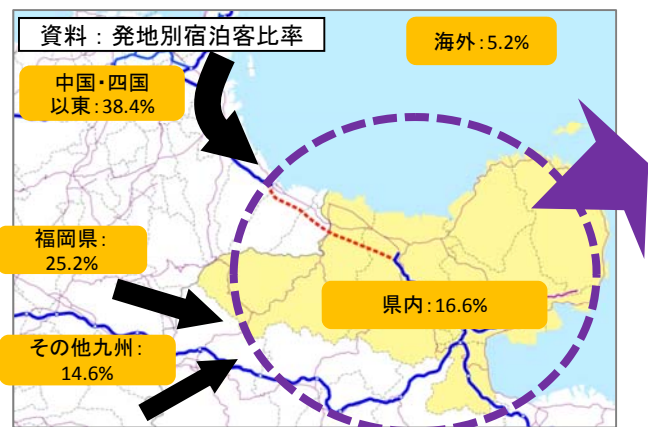 資料：発地別宿泊客比率
海外：5.2%
中国・四国
以東：38.4%
福岡県：
25.2%
県内：16.6%
その他九州：
14.6%